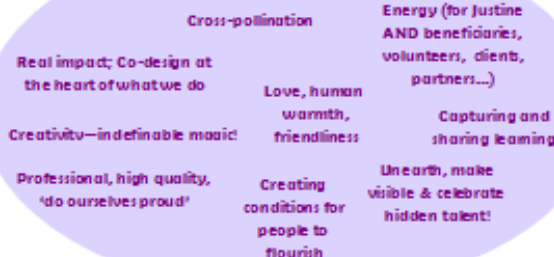 Cross-pollination
Energy (for Justine
AND beneficiaries,
volunteers, clients,
partners...)
Real impact; Co-design at
the heart of what we do
Love, human
warmth,
friendliness
Capturing and
sharing learning
Creativity—indefinable magic!
Professional, high quality,
'do ourselves proud'
Unearth, make
visible & celebrate
hidden talent!
Creating
conditions for
people to
flourish